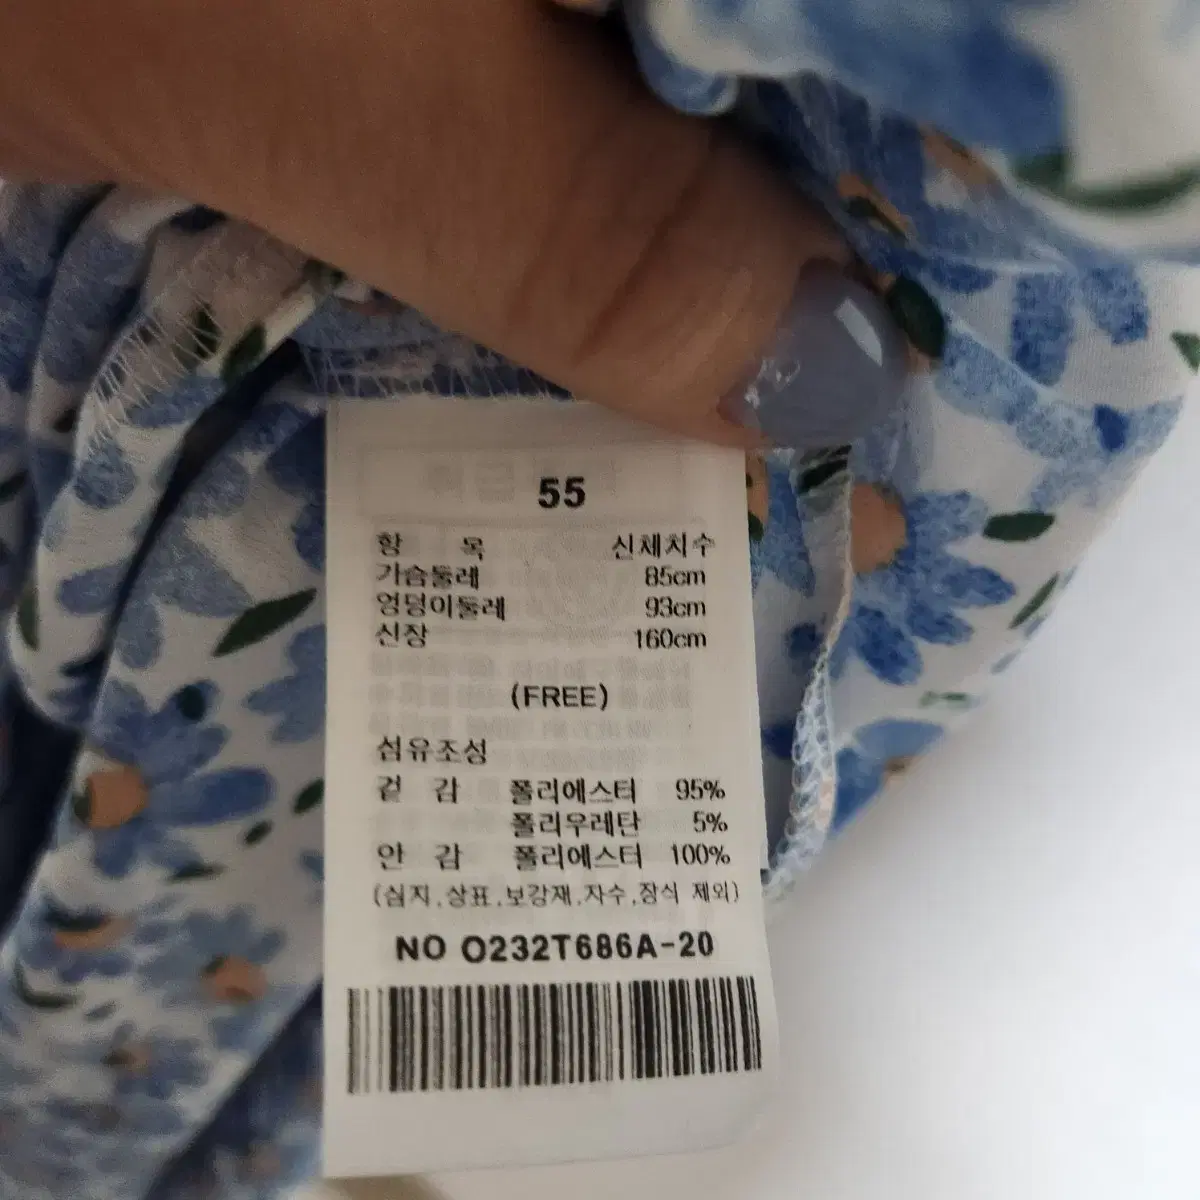 55
항 목 신체치수
가슴둘레 85cm
엉덩이둘레 93cm
신장 160cm
(FREE)
섬유조성
겉 감 폴리에스터 95%
폴리우레탄 5%
안 감 폴리에스터 100%
(심지,상표,보강재,자수,장식 제외)
NO O232T686A-20